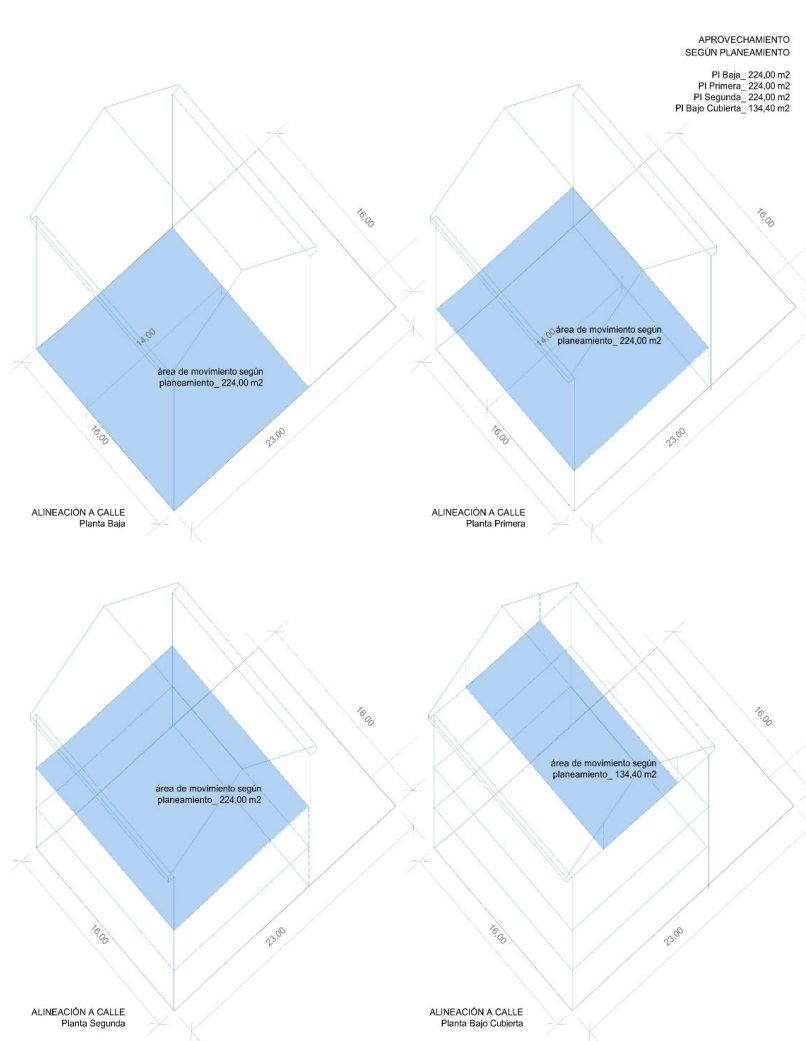 APROVECHAMIENTO
SEGÚN PLANEAMIENTO
Pl Baja_ 224,00 m2
Pl Primera_ 224,00 m2
Pl Segunda_ 224,00 m2
Pl Bajo Cubierta_ 134,40 m2
16,00
14,00
área de movimiento según
planeamiento_ 224,00 m2
16,00
23,00
ALINEACIÓN A CALLE
Planta Baja
16,00
14,00
área de movimiento según
planeamiento_ 224,00 m2
16,00
23,00
ALINEACIÓN A CALLE
Planta Primera
16,00
área de movimiento según
planeamiento_ 224,00 m2
16,00
23,00
ALINEACIÓN A CALLE
Planta Segunda
16,00
área de movimiento según
planeamiento_ 134,40 m2
16,00
23,00
ALINEACIÓN A CALLE
Planta Bajo Cubierta